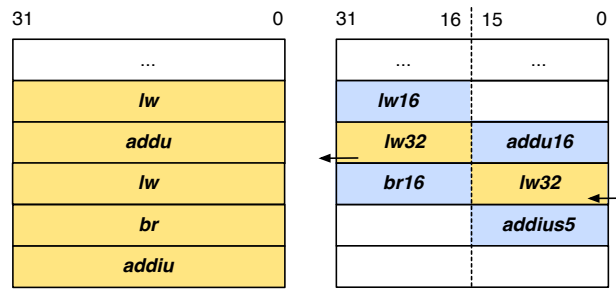 31 0
31 16 15 0
...
lw
addu
lw
br
addiu
... ...
lw16
lw32 addu16
br16 lw32
addius5